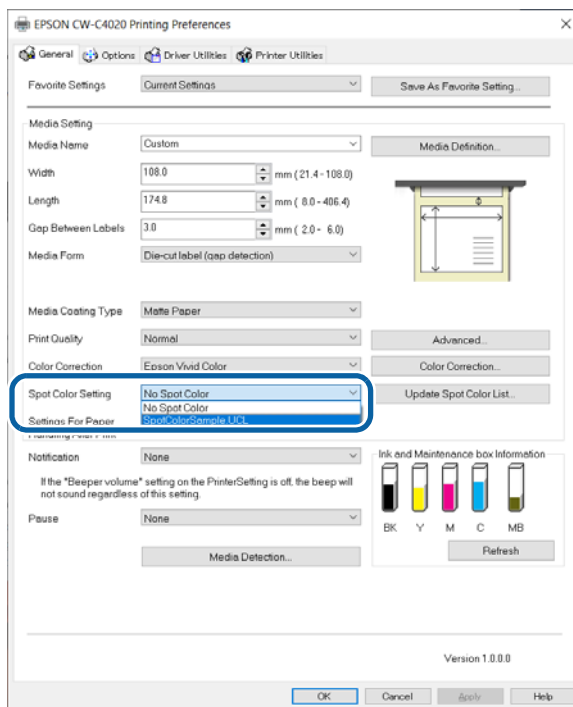 EPSON CW-C4020 Printing Preferences
General Options Driver Utilities Printer Utilities
Favorite Settings Current Settings Save As Favorite Setting...
Media Setting
Media Name Custom Media Definition...
Width 108.0 mm ( 21.4 - 108.0)
Length 174.8 mm ( 8.0 - 406.4)
Gap Between Labels 3.0 mm ( 2.0 - 6.0)
Media Form Die-cut label (gap detection)
Media Coating Type Matte Paper
Print Quality Normal Advanced...
Color Correction Epson Vivid Color Color Correction...
Spot Color Setting No Spot Color Update Spot Color List...
No Spot Color
Settings For Paper SpotColorSample.UCL
Handling After Print
Notification None Ink and Maintenance box Information
If the "Beeper volume" setting on the PrinterSetting is off, the beep will
not sound regardless of this setting.
Pause None
BK Y M C MB
Refresh
Media Detection...
Version 1.0.0.0
OK Cancel Apply Help